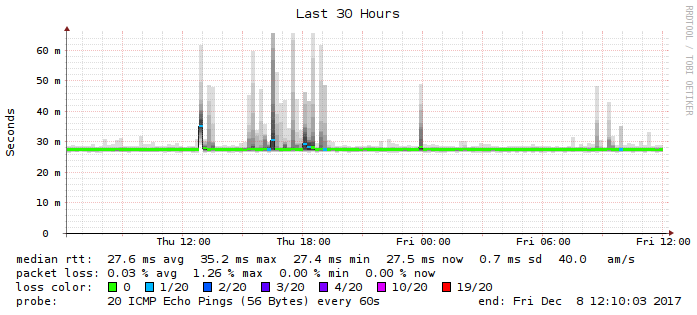 Last 30 Hours
RRDTOOL / TOBI OETIKER
Seconds
60 m
50 m
40 m
30 m
20 m
10 m
0
Thu 12:00 Thu 18:00 Fri 00:00 Fri 06:00 Fri 12:00
median rtt: 27.6 ms avg 35.2 ms max 27.4 ms min 27.5 ms now 0.7 ms sd 40.0 am/s
packet loss: 0.03 % avg 1.26 % max 0.00 % min 0.00 % now
loss color: 0 1/20 2/20 3/20 4/20 10/20 19/20
probe: 20 ICMP Echo Pings (56 Bytes) every 60s end: Fri Dec 8 12:10:03 2017